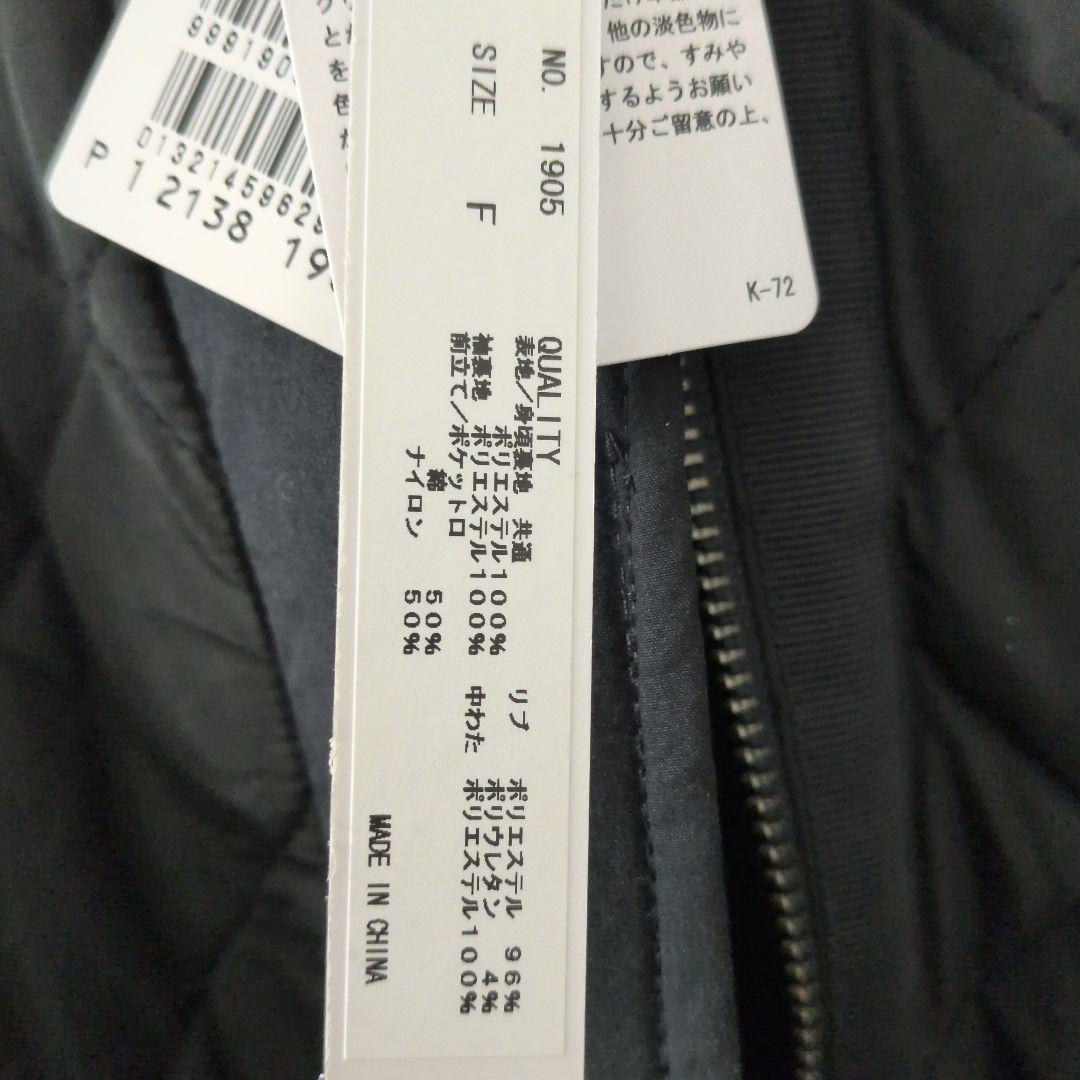 NO. 1905
SIZE F
QUALITY
表地／身頃裏地 共通
ポリエステル１００％
袖裏地 ポリエステル１００％
前立て／ポケット口
綿 ５０％
ナイロン ５０％
リブ ポリエステル ９６％
ポリウレタン ４％
中わた ポリエステル１００％
MADE IN CHINA
他の淡色物に
すので、すみや
するようお願い
十分ご留意の上、
K-72
999190
0132145962
P 1 2138 19